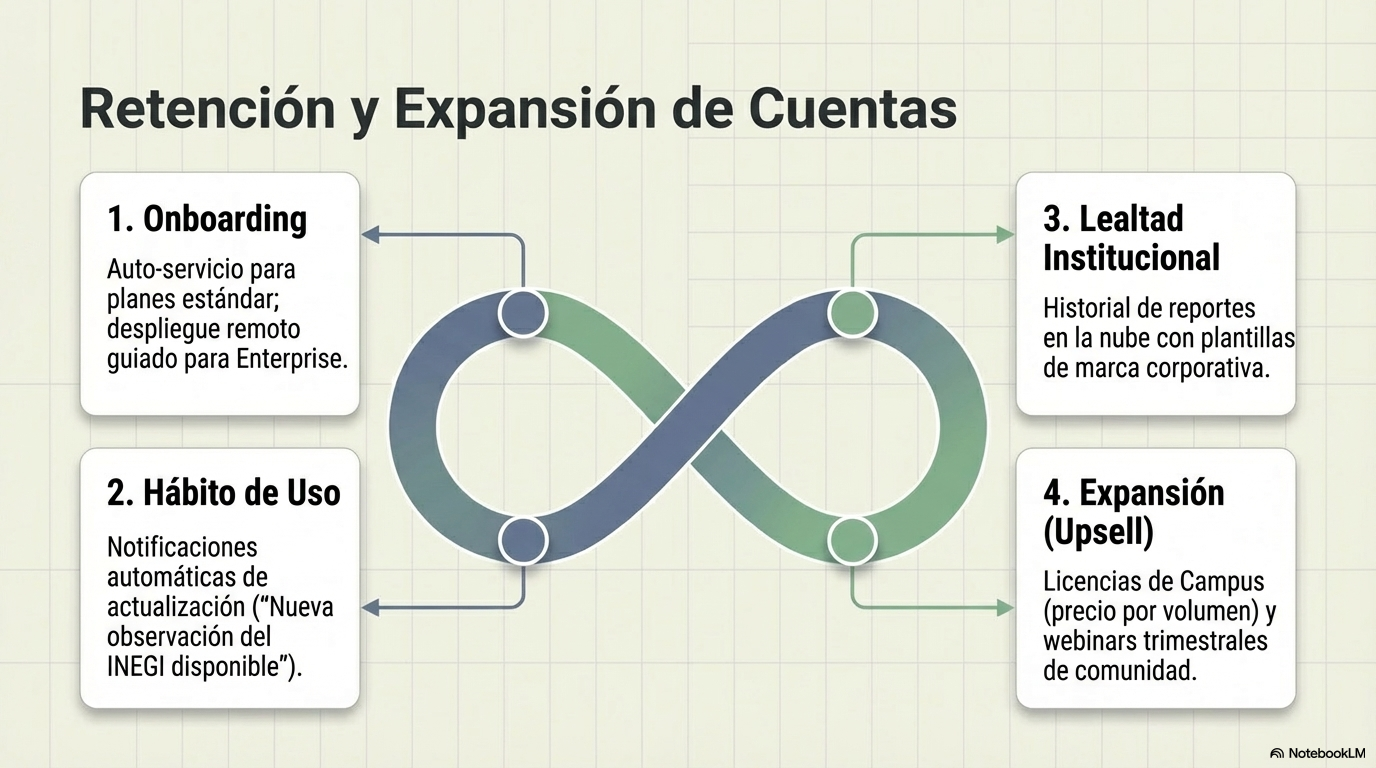 Retención y Expansión de Cuentas
1. Onboarding
Auto-servicio para
planes estándar;
despliegue remoto
guiado para Enterprise.
2. Hábito de Uso
Notificaciones
automáticas de
actualización (“Nueva
observación del
INEGI disponible”).
3. Lealtad
Institucional
Historial de reportes
en la nube con plantillas
de marca corporativa.
4. Expansión
(Upsell)
Licencias de Campus
(precio por volumen) y
webinars trimestrales
de comunidad.
NotebookLM